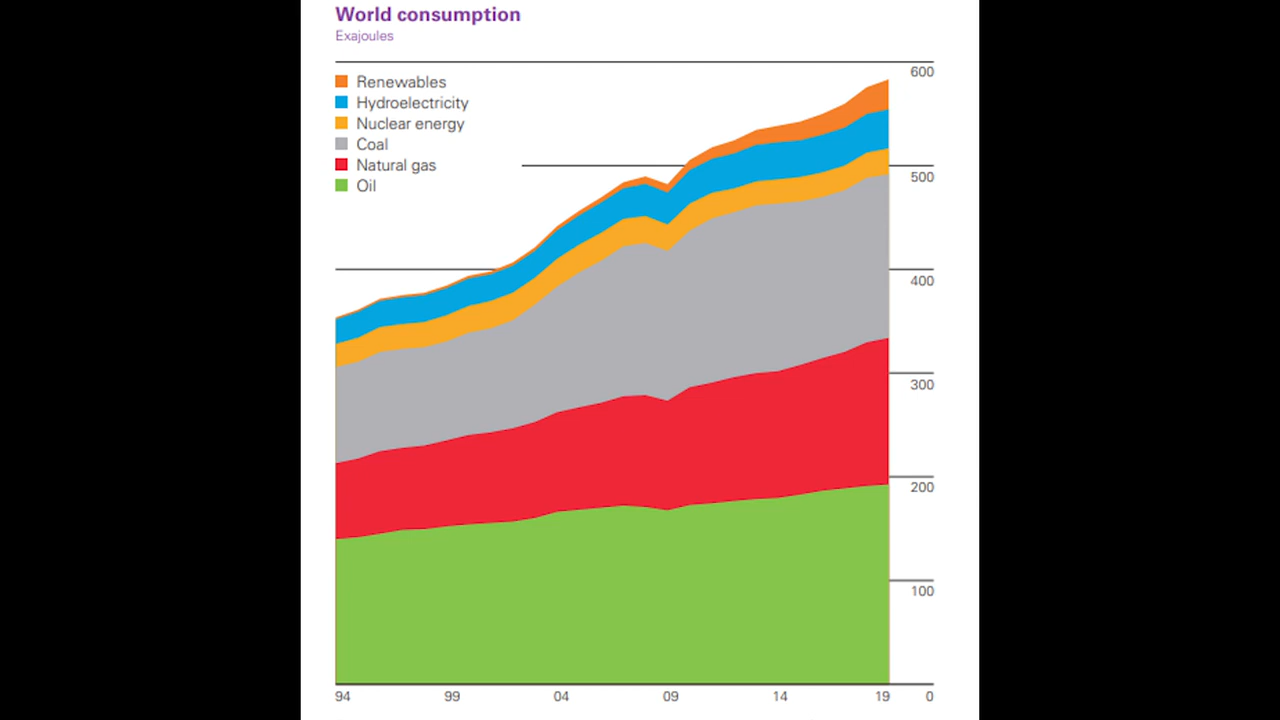 World consumption
Exajoules
600
Renewables
Hydroelectricity
Nuclear energy
Coal
Natural gas
Oil
500
400
300
200
100
94 99 04 09 14 19 0